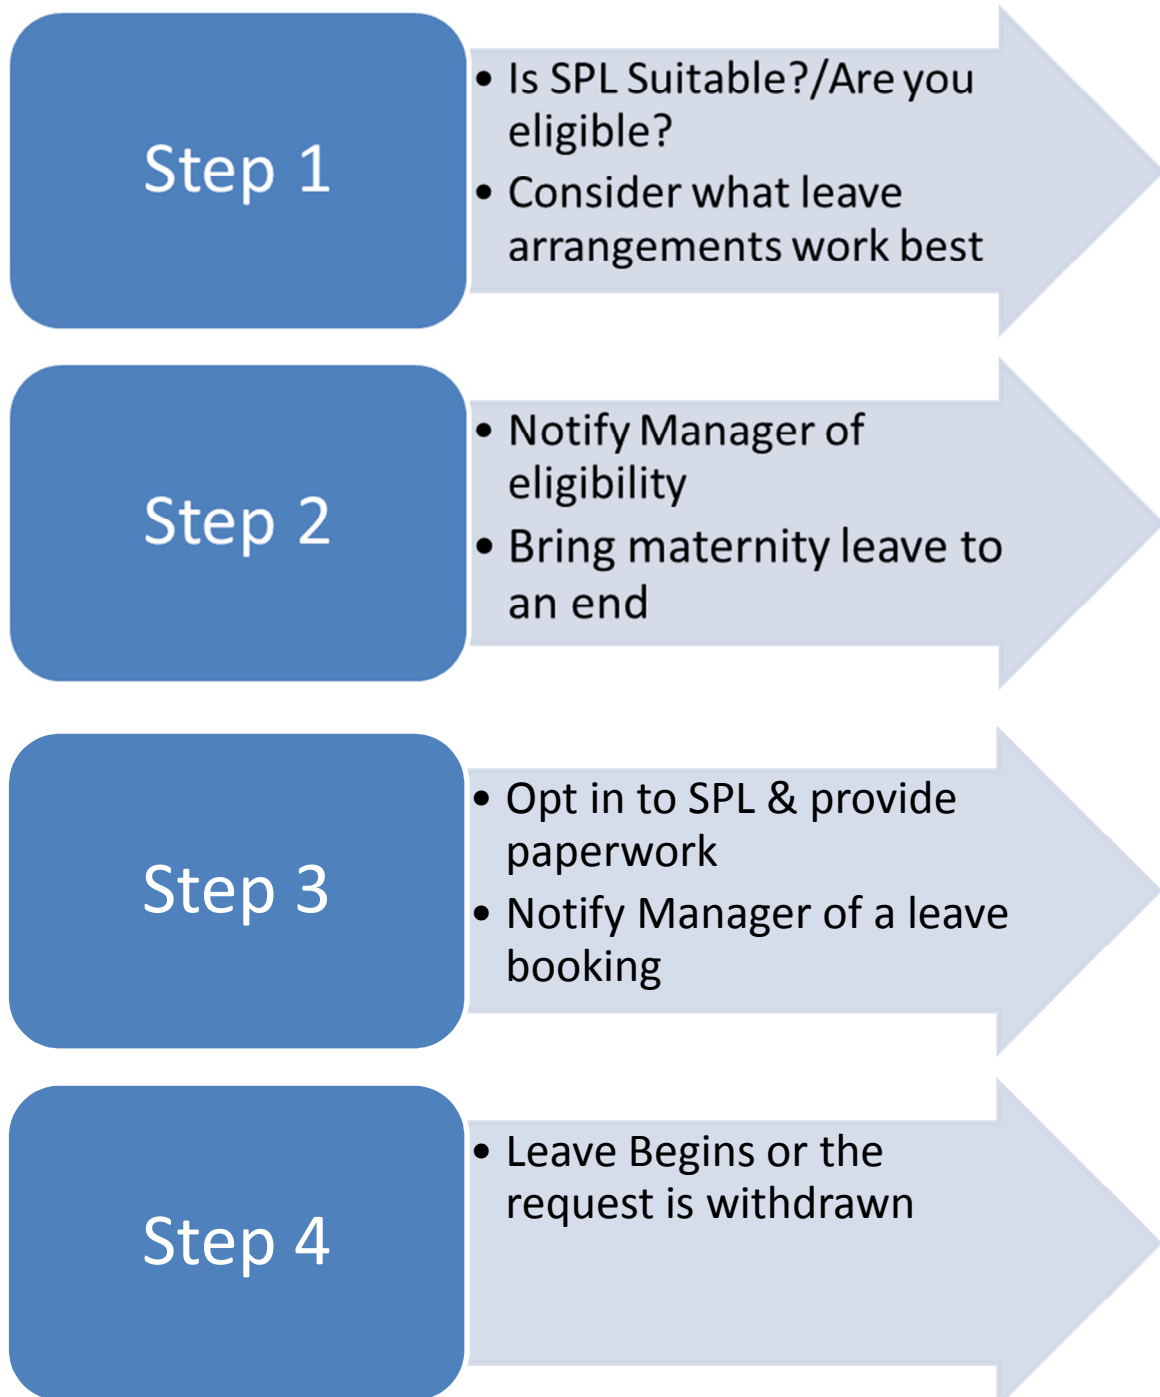 Step 1
• Is SPL Suitable?/Are you
eligible?
• Consider what leave
arrangements work best
Step 2
• Notify Manager of
eligibility
• Bring maternity leave to
an end
Step 3
• Opt in to SPL & provide
paperwork
• Notify Manager of a leave
booking
Step 4
• Leave Begins or the
request is withdrawn